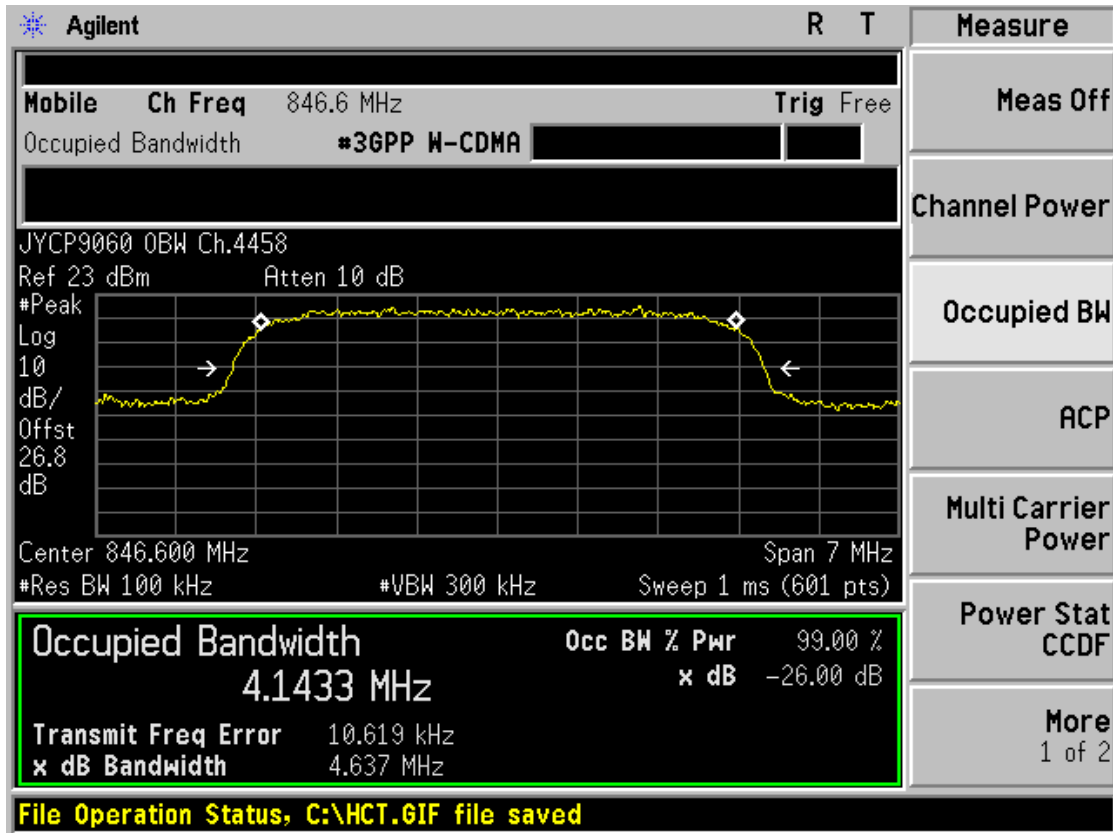 Agilent R T Measure
Mobile Ch Freq 846.6 MHz Trig Free
Occupied Bandwidth #3GPP W-CDMA
JYCP9060 OBW Ch.4458
Ref 23 dBm Atten 10 dB
#Peak
Log
10
dB/
Offst
26.8
dB
Center 846.600 MHz Span 7 MHz
#Res BW 100 kHz #VBW 300 kHz Sweep 1 ms (601 pts)
Occupied Bandwidth Occ BW % Pwr 99.00 %
4.1433 MHz x dB -26.00 dB
Transmit Freq Error 10.619 kHz
x dB Bandwidth 4.637 MHz
File Operation Status, C:\HCT.GIF file saved
Meas Off
Channel Power
Occupied BW
ACP
Multi Carrier
Power
Power Stat
CCDF
More
1 of 2